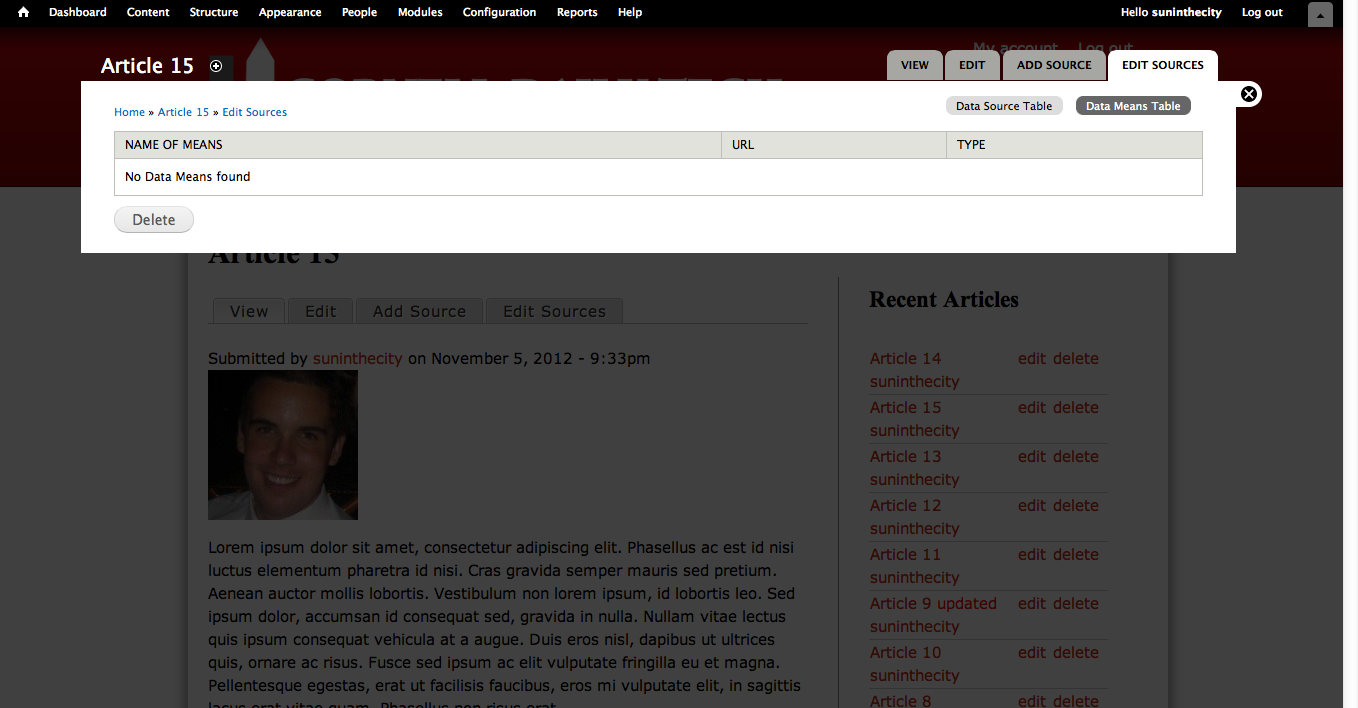 Dashboard Content Structure Appearance People Modules Configuration Reports Help Hello suninthecity Log out
My account Log out
Article 15 VIEW EDIT ADD SOURCE EDIT SOURCES
Home » Article 15 » Edit Sources Data Source Table Data Means Table
NAME OF MEANS URL TYPE
No Data Means found
Delete
Article 15
View Edit Add Source Edit Sources
Submitted by suninthecity on November 5, 2012 - 9:33pm
Lorem ipsum dolor sit amet, consectetur adipiscing elit. Phasellus ac est id nisi
luctus elementum pharetra id nisi. Cras gravida semper mauris sed pretium.
Aenean auctor mollis lobortis. Vestibulum non lorem ipsum, id lobortis leo. Sed
ipsum dolor, accumsan id consequat sed, gravida in nulla. Nullam vitae lectus
quis ipsum consequat vehicula at a augue. Duis eros nisl, dapibus ut ultrices
quis, ornare ac risus. Fusce sed ipsum ac elit vulputate fringilla eu et magna.
Pellentesque egestas, erat ut facilisis faucibus, eros mi vulputate elit, in sagittis
lacus erat vitae quam. Phasellus non risus erat.
Recent Articles
Article 14 edit delete
suninthecity
Article 15 edit delete
suninthecity
Article 13 edit delete
suninthecity
Article 12 edit delete
suninthecity
Article 11 edit delete
suninthecity
Article 9 updated edit delete
suninthecity
Article 10 edit delete
suninthecity
Article 8 edit delete